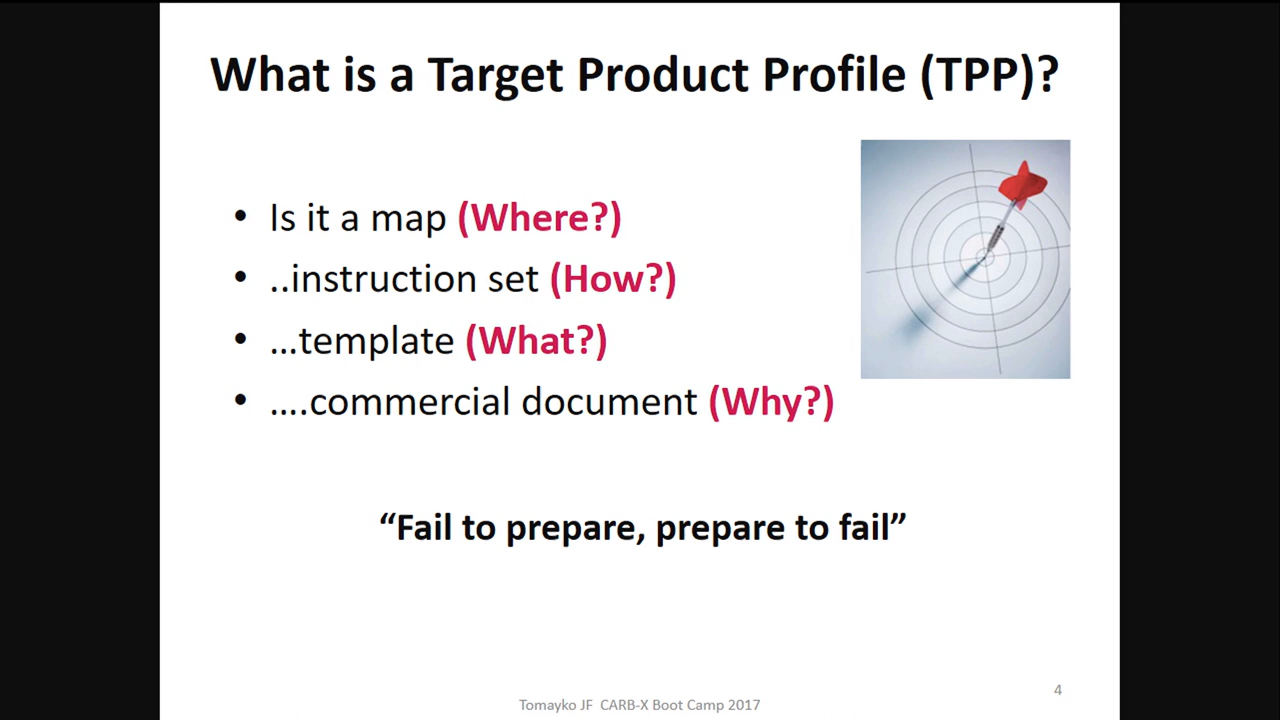 What is a Target Product Profile (TPP)?
• Is it a map (Where?)
• ..instruction set (How?)
• …template (What?)
• ….commercial document (Why?)
“Fail to prepare, prepare to fail”
4
Tomayko JF  CARB-X Boot Camp 2017